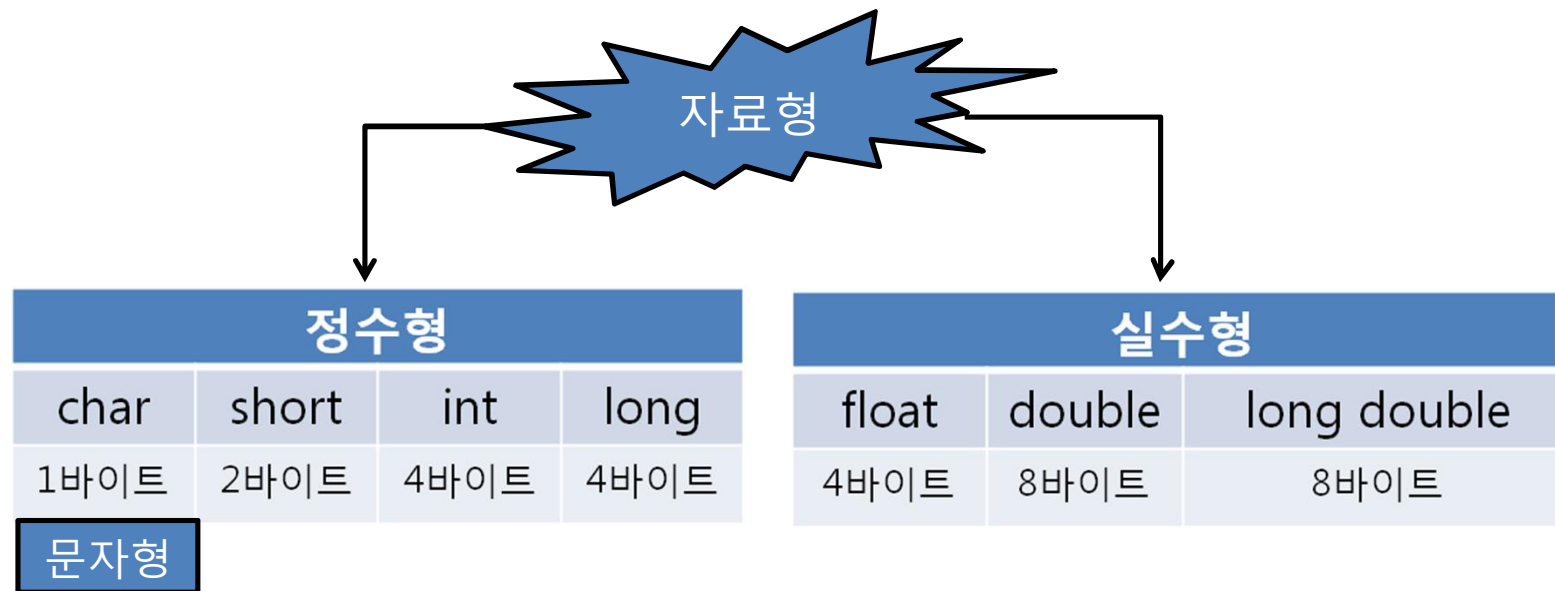 자료형
정수형
char short int long
1바이트 2바이트 4바이트 4바이트
문자형
실수형
float double long double
4바이트 8바이트 8바이트